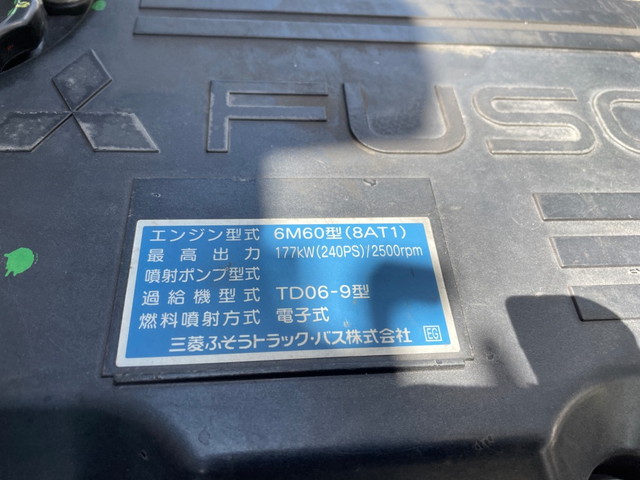 FUSO
エンジン型式 6M60型(8AT1)
最高出力 177kW(240PS)/2500rpm
噴射ポンプ型式
過給機型式 TD06-9型
燃料噴射方式 電子式
三菱ふそうトラック・バス株式会社 EG